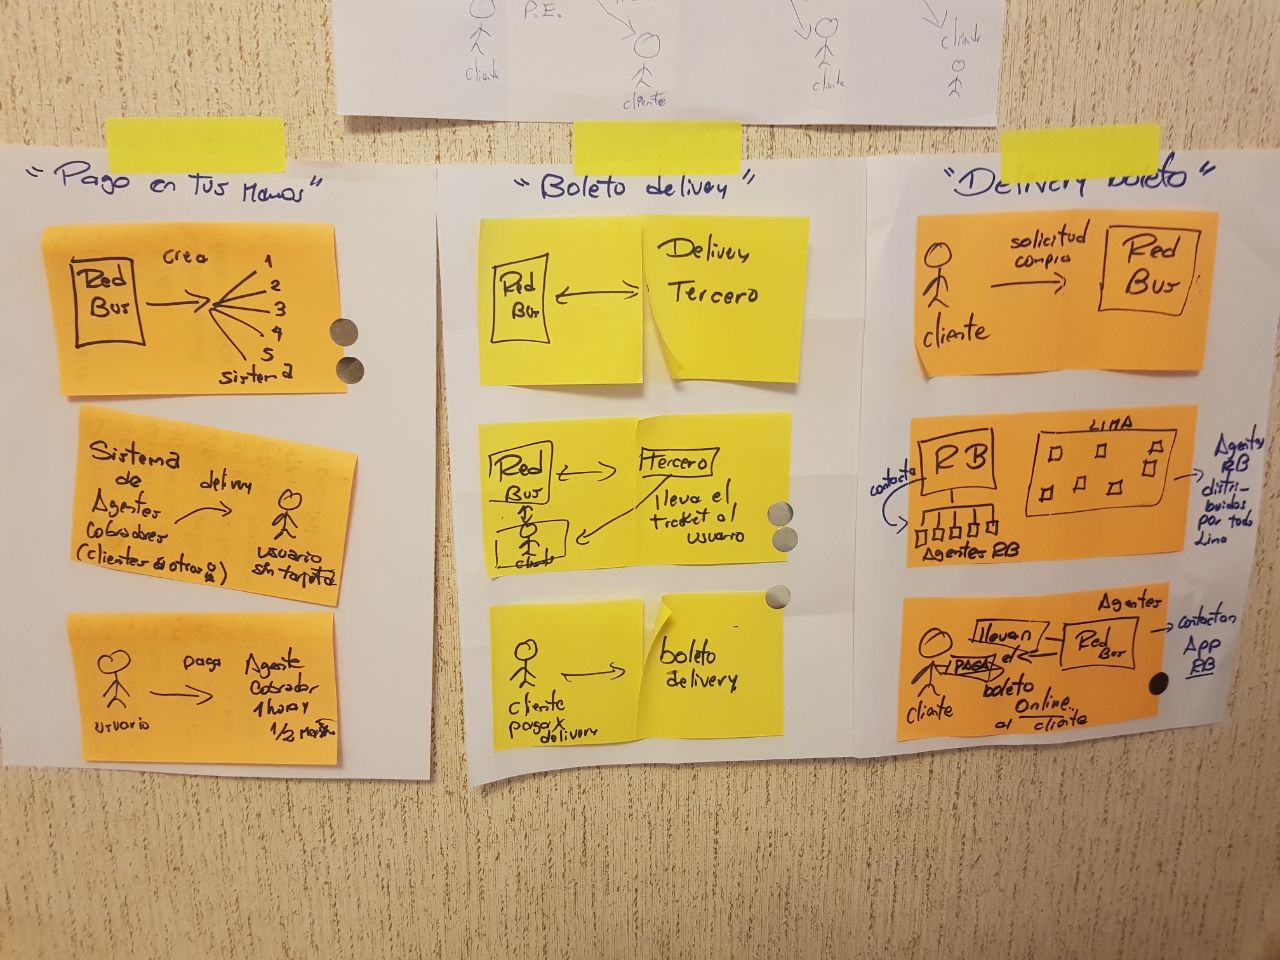 P.E.
cliente
cliente
cliente
cliente
"Pago en Tus Manos"
Red
Bus
crea
1
2
3
4
5
sistema
Sistema
de
Agentes
Cobradores
(clientes u otros)
delivery
usuario
sin tarjeta
usuario
paga
Agente
Cobrador
1 hora y
1/2
"Boleto delivery"
Red
Bus
Delivery
Tercero
Red
Bus
cliente
Tercero
lleva el
ticket al
usuario
cliente
paga x
delivery
boleto
delivery
"Delivery boleto"
cliente
solicitud
compra
Red
Bus
contacta
RB
Agentes RB
LIMA
Agentes
RB
distri-
buidos
por todo
Lima
Cliente
llevan
el
PAGA
boleto
Online
al cliente
Agentes
Red
Bus
contactan
App
RB